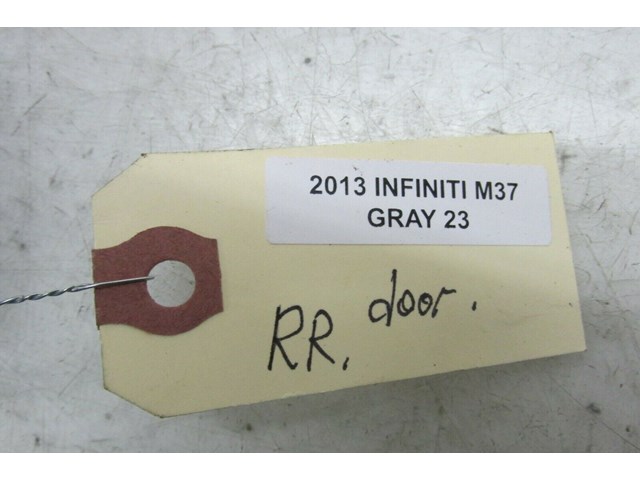 2013 INFINITI M37
GRAY 23
RR. door.